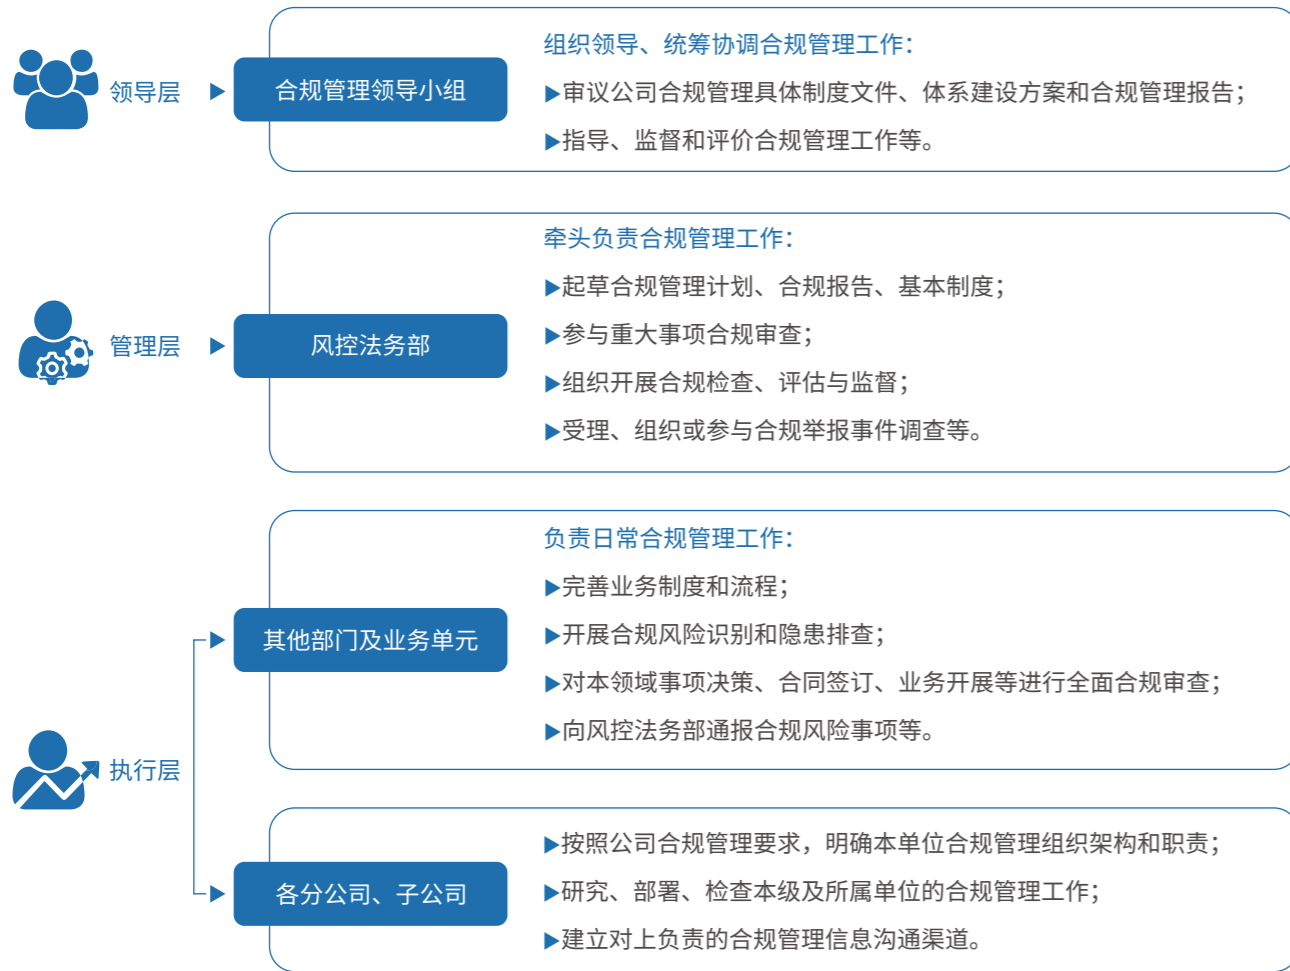 组织领导、统筹协调合规管理工作：
领导层
合规管理领导小组
▶审议公司合规管理具体制度文件、体系建设方案和合规管理报告；
▶指导、监督和评价合规管理工作等。
牵头负责合规管理工作：
▶起草合规管理计划、合规报告、基本制度；
管理层
风控法务部
▶参与重大事项合规审查；
▶组织开展合规检查、评估与监督；
▶受理、组织或参与合规举报事件调查等。
负责日常合规管理工作：
▶完善业务制度和流程；
其他部门及业务单元
▶开展合规风险识别和隐患排查；
▶对本领域事项决策、合同签订、业务开展等进行全面合规审查；
▶向风控法务部通报合规风险事项等。
执行层
▶按照公司合规管理要求，明确本单位合规管理组织架构和职责；
各分公司、子公司
▶研究、部署、检查本级及所属单位的合规管理工作；
▶建立对上负责的合规管理信息沟通渠道。